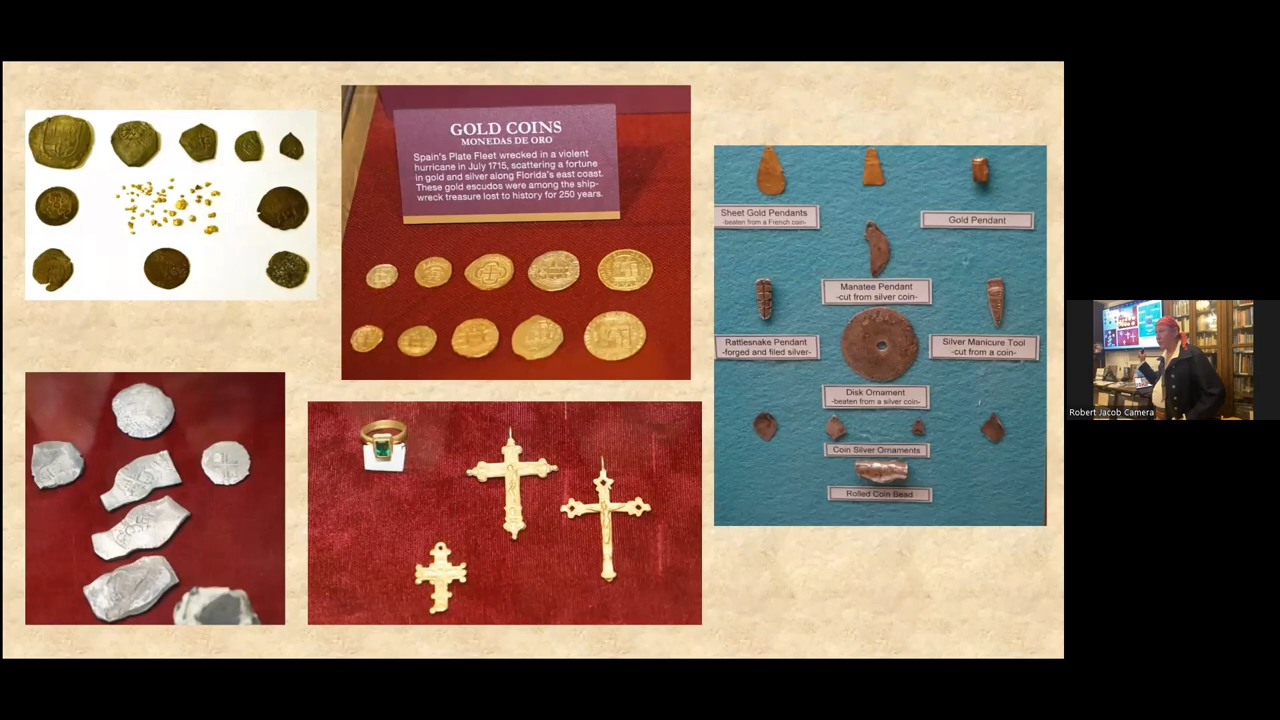 GOLD COINS
MONEDAS DE ORO
Spain's Plate Fleet wrecked in a violent
hurricane in July 1715, scattering a fortune
in gold and silver along Florida's east coast.
These gold escudos were among the ship-
wreck treasure lost to history for 250 years.
Sheet Gold Pendants
-beaten from a French coin-
Gold Pendant
Manatee Pendant
-cut from silver coin-
Rattlesnake Pendant
-forged and filed silver-
Silver Manicure Tool
-cut from a coin-
Disk Ornament
-beaten from a silver coin-
Coin Silver Ornaments
Rolled Coin Bead
Robert Jacob Camera